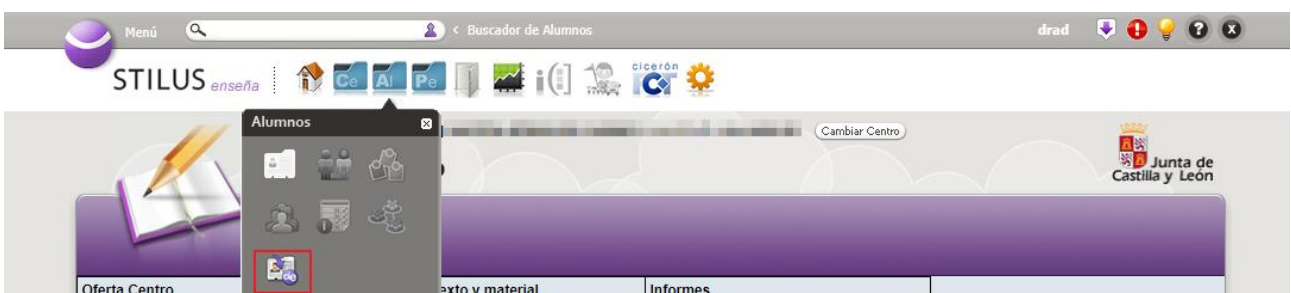 Menú < Buscador de Alumnos drad
STILUS enseña Ce Al Pe i cicerón
Alumnos Cambiar Centro
Junta de
Castilla y León
Oferta Centro exto y material Informes